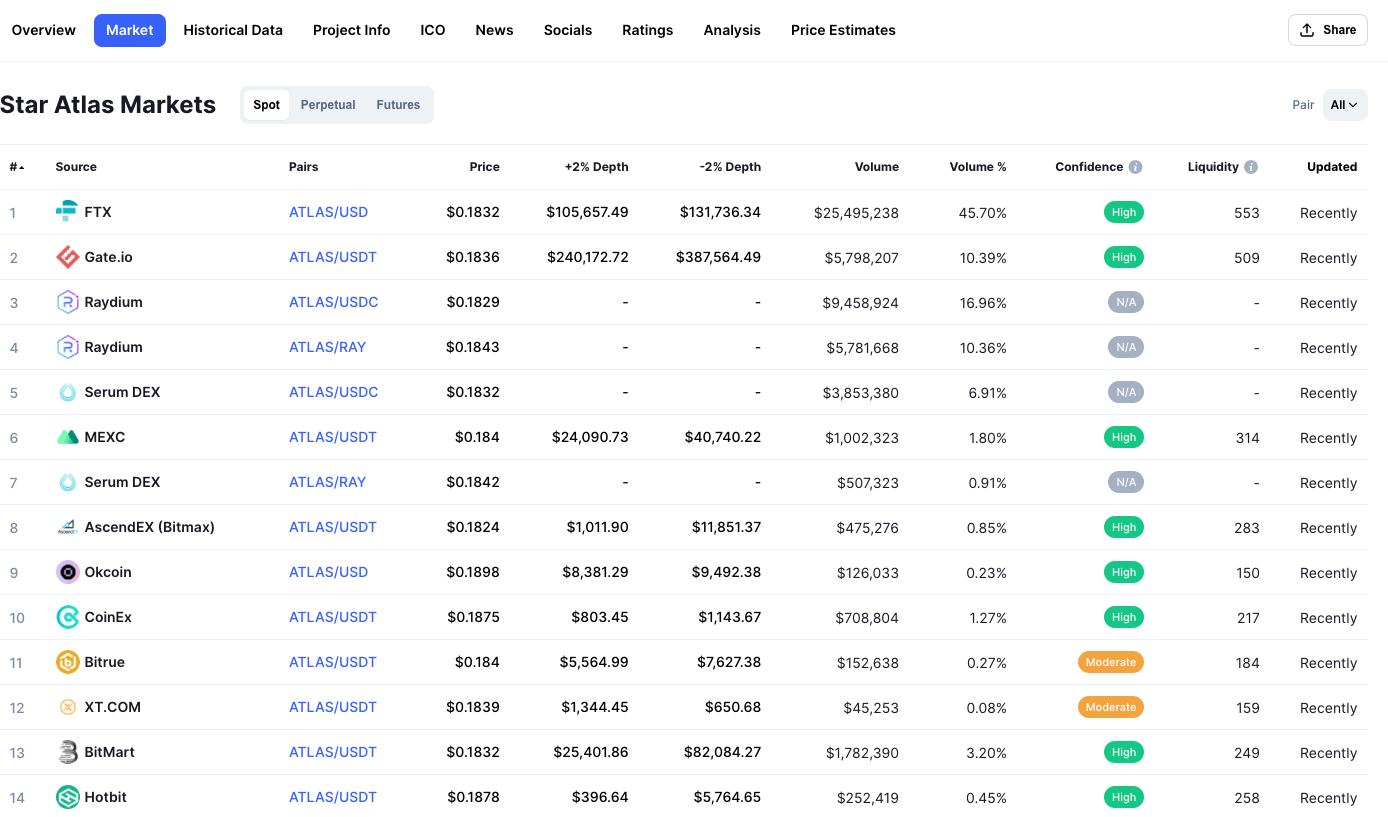 Overview Market Historical Data Project Info ICO News Socials Ratings Analysis Price Estimates Share
Star Atlas Markets Spot Perpetual Futures Pair All
# Source Pairs Price +2% Depth -2% Depth Volume Volume % Confidence Liquidity Updated
1 FTX ATLAS/USD $0.1832 $105,657.49 $131,736.34 $25,495,238 45.70% High 553 Recently
2 Gate.io ATLAS/USDT $0.1836 $240,172.72 $387,564.49 $5,798,207 10.39% High 509 Recently
3 Raydium ATLAS/USDC $0.1829 - - $9,458,924 16.96% N/A - Recently
4 Raydium ATLAS/RAY $0.1843 - - $5,781,668 10.36% N/A - Recently
5 Serum DEX ATLAS/USDC $0.1832 - - $3,853,380 6.91% N/A - Recently
6 MEXC ATLAS/USDT $0.184 $24,090.73 $40,740.22 $1,002,323 1.80% High 314 Recently
7 Serum DEX ATLAS/RAY $0.1842 - - $507,323 0.91% N/A - Recently
8 AscendEX (Bitmax) ATLAS/USDT $0.1824 $1,011.90 $11,851.37 $475,276 0.85% High 283 Recently
9 Okcoin ATLAS/USD $0.1898 $8,381.29 $9,492.38 $126,033 0.23% High 150 Recently
10 CoinEx ATLAS/USDT $0.1875 $803.45 $1,143.67 $708,804 1.27% High 217 Recently
11 Bitrue ATLAS/USDT $0.184 $5,564.99 $7,627.38 $152,638 0.27% Moderate 184 Recently
12 XT.COM ATLAS/USDT $0.1839 $1,344.45 $650.68 $45,253 0.08% Moderate 159 Recently
13 BitMart ATLAS/USDT $0.1832 $25,401.86 $82,084.27 $1,782,390 3.20% High 249 Recently
14 Hotbit ATLAS/USDT $0.1878 $396.64 $5,764.65 $252,419 0.45% High 258 Recently